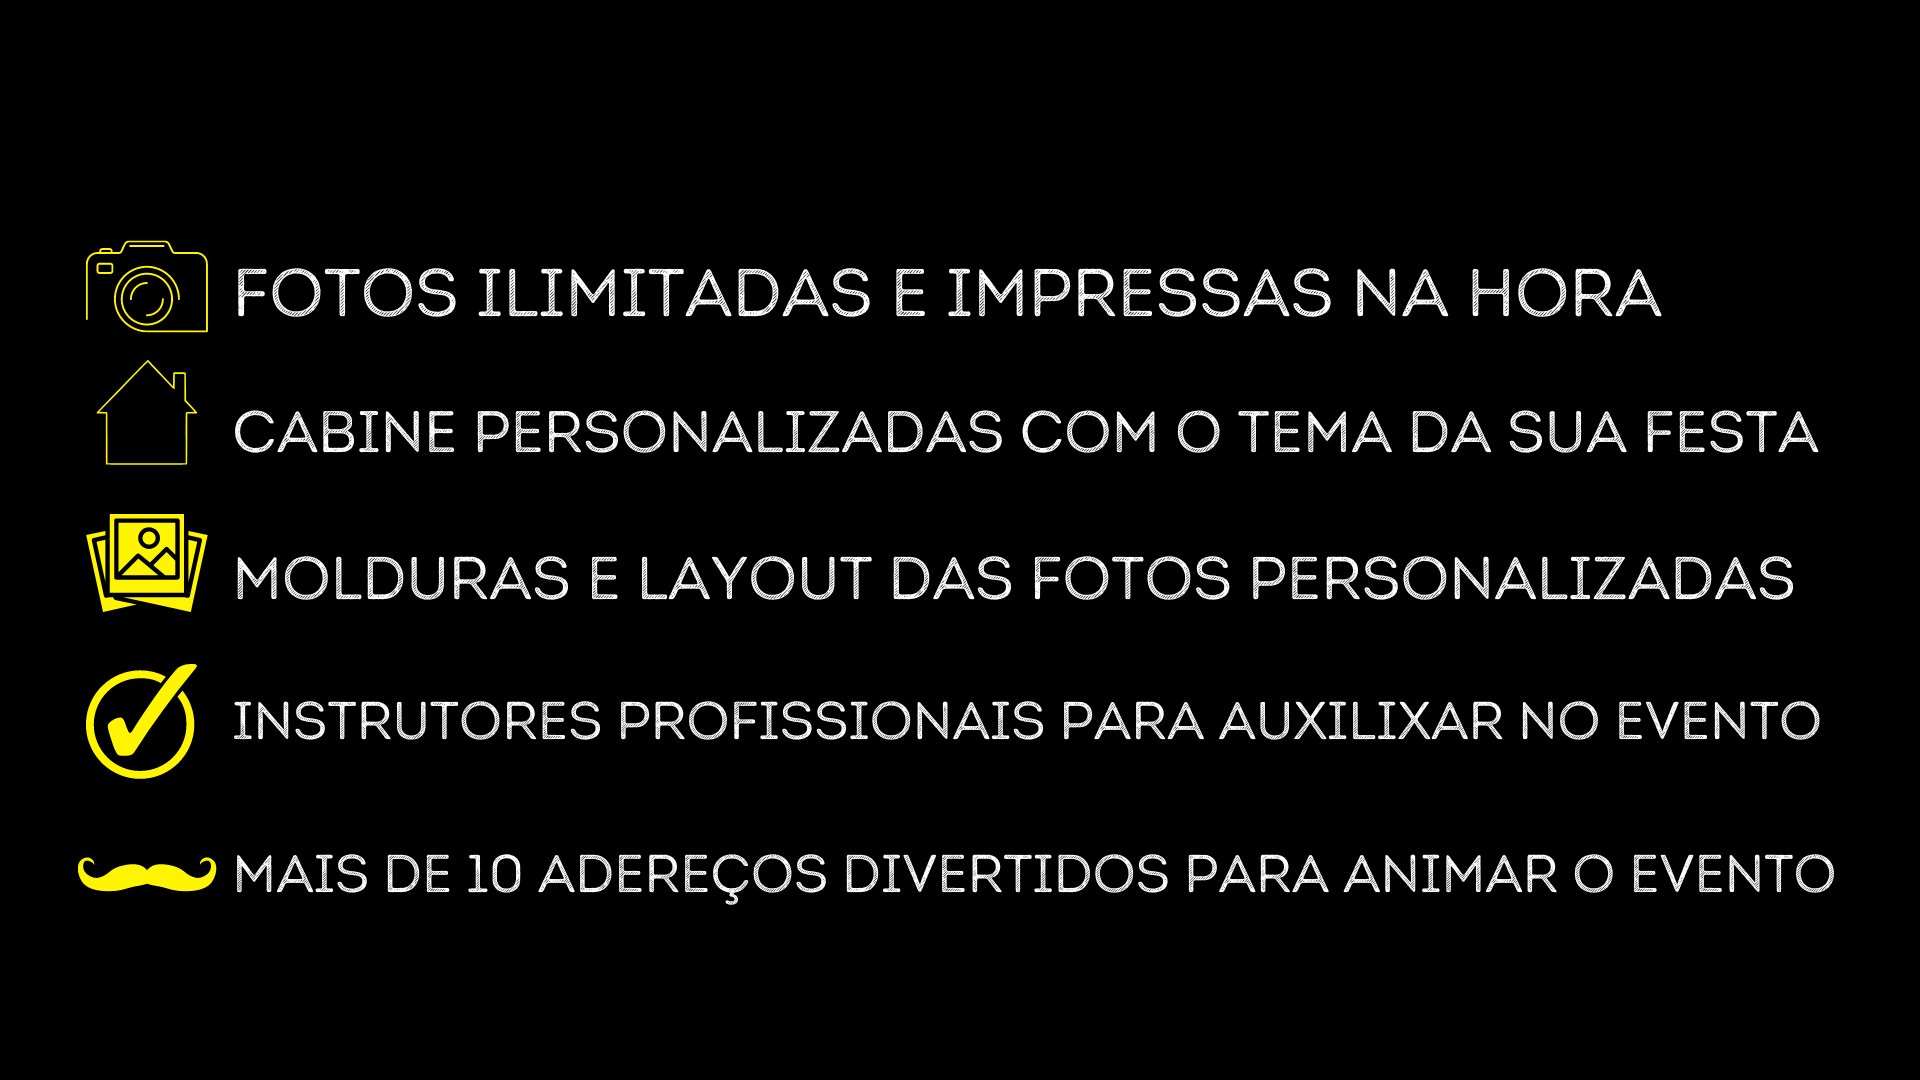 FOTOS ILIMITADAS E IMPRESSAS NA HORA
CABINE PERSONALIZADAS COM O TEMA DA SUA FESTA
MOLDURAS E LAYOUT DAS FOTOS PERSONALIZADAS
INSTRUTORES PROFISSIONAIS PARA AUXILIXAR NO EVENTO
MAIS DE 10 ADEREÇOS DIVERTIDOS PARA ANIMAR O EVENTO